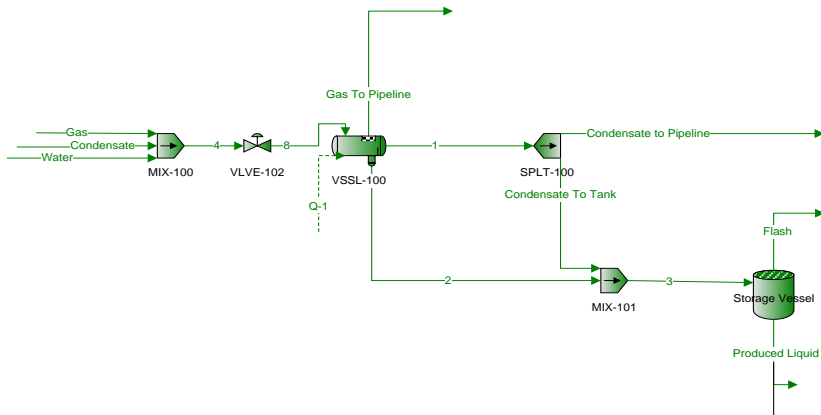 Gas To Pipeline
Gas
Condensate
Water
MIX-100
4
VLVE-102
8
Q-1
VSSL-100
1
SPLT-100
Condensate to Pipeline
Condensate To Tank
2
MIX-101
3
Flash
Storage Vessel
Produced Liquid